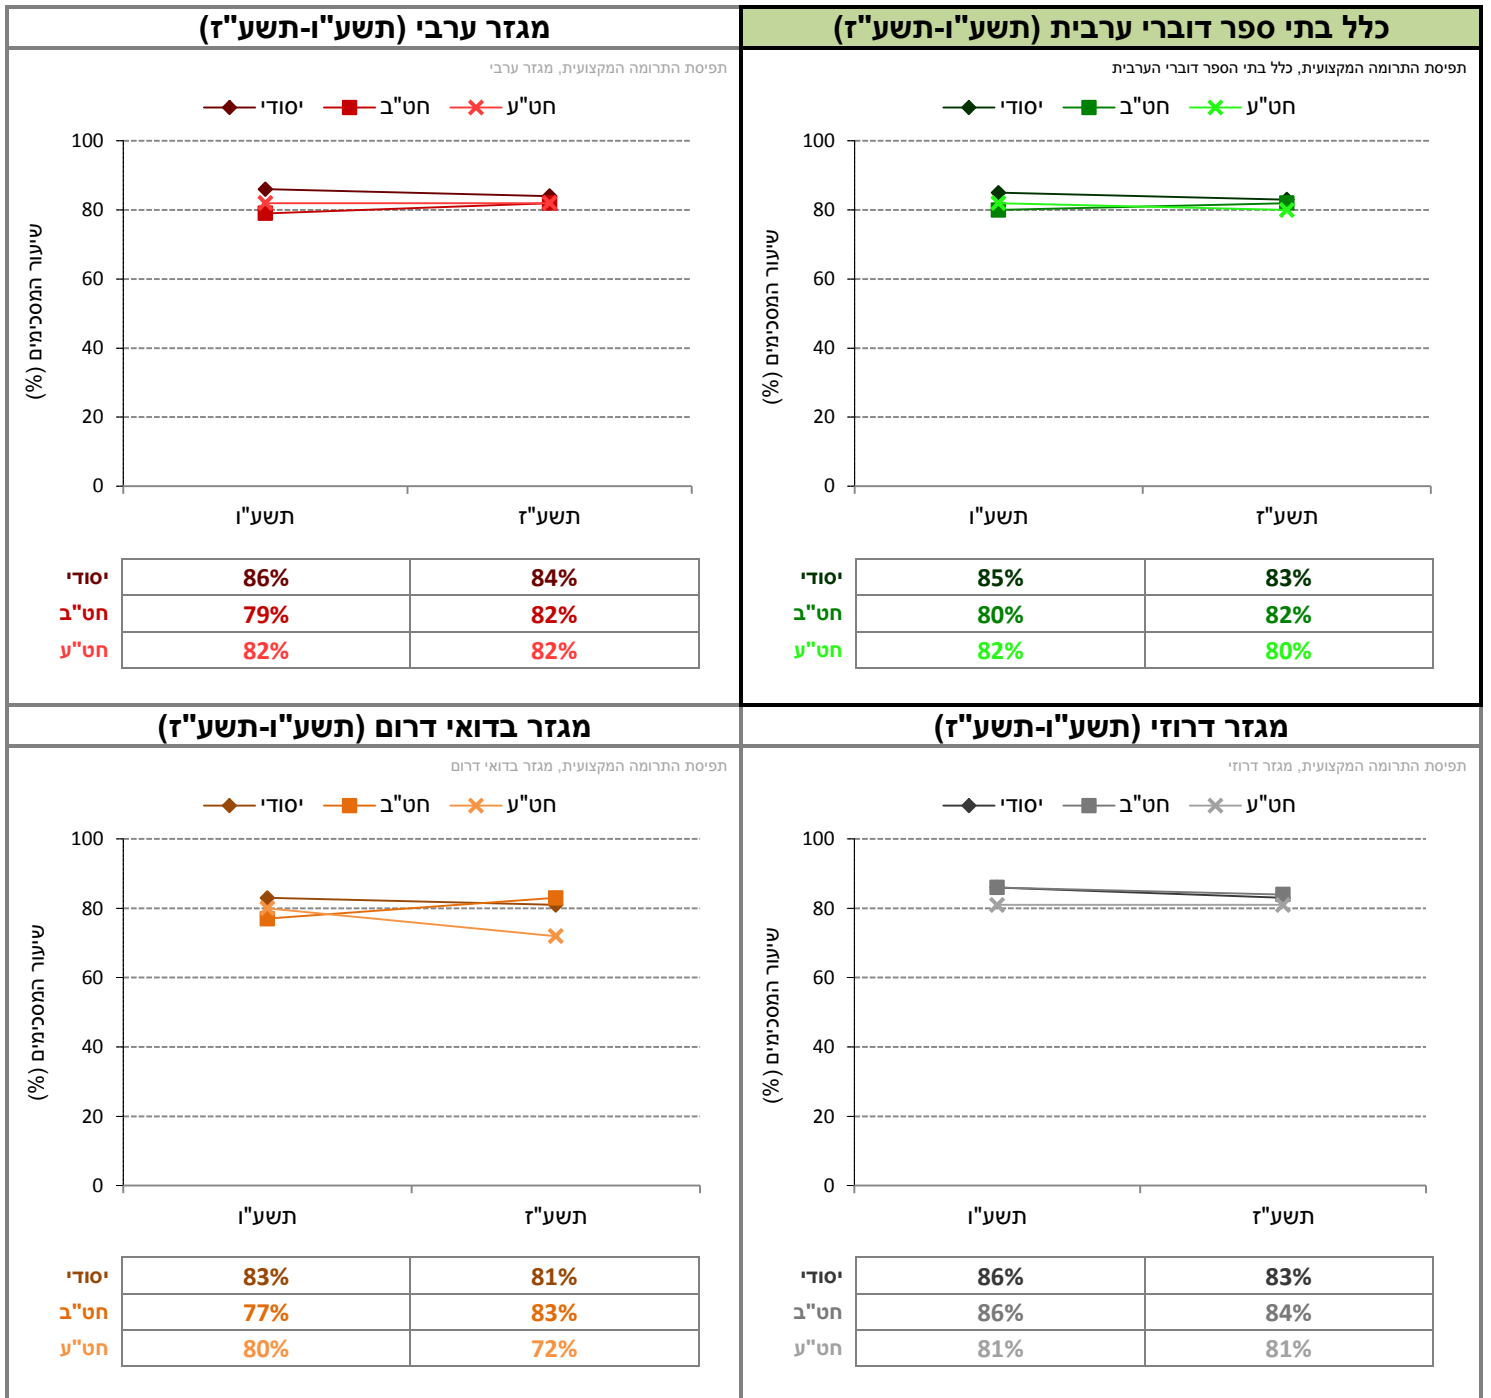 כלל בתי ספר דוברי ערבית (תשע"ו-תשע"ז)
תפיסת התרומה המקצועית, כלל בתי הספר דוברי הערבית
יסודי חט"ב חט"ע
שיעור המסכימים (%)
100
80
60
40
20
0
תשע"ו תשע"ז
יסודי 85% 83%
חט"ב 80% 82%
חט"ע 82% 80%
מגזר ערבי (תשע"ו-תשע"ז)
תפיסת התרומה המקצועית, מגזר ערבי
יסודי חט"ב חט"ע
שיעור המסכימים (%)
100
80
60
40
20
0
תשע"ו תשע"ז
יסודי 86% 84%
חט"ב 79% 82%
חט"ע 82% 82%
מגזר דרוזי (תשע"ו-תשע"ז)
תפיסת התרומה המקצועית, מגזר דרוזי
יסודי חט"ב חט"ע
שיעור המסכימים (%)
100
80
60
40
20
0
תשע"ו תשע"ז
יסודי 86% 83%
חט"ב 86% 84%
חט"ע 81% 81%
מגזר בדואי דרום (תשע"ו-תשע"ז)
תפיסת התרומה המקצועית, מגזר בדואי דרום
יסודי חט"ב חט"ע
שיעור המסכימים (%)
100
80
60
40
20
0
תשע"ו תשע"ז
יסודי 83% 81%
חט"ב 77% 83%
חט"ע 80% 72%